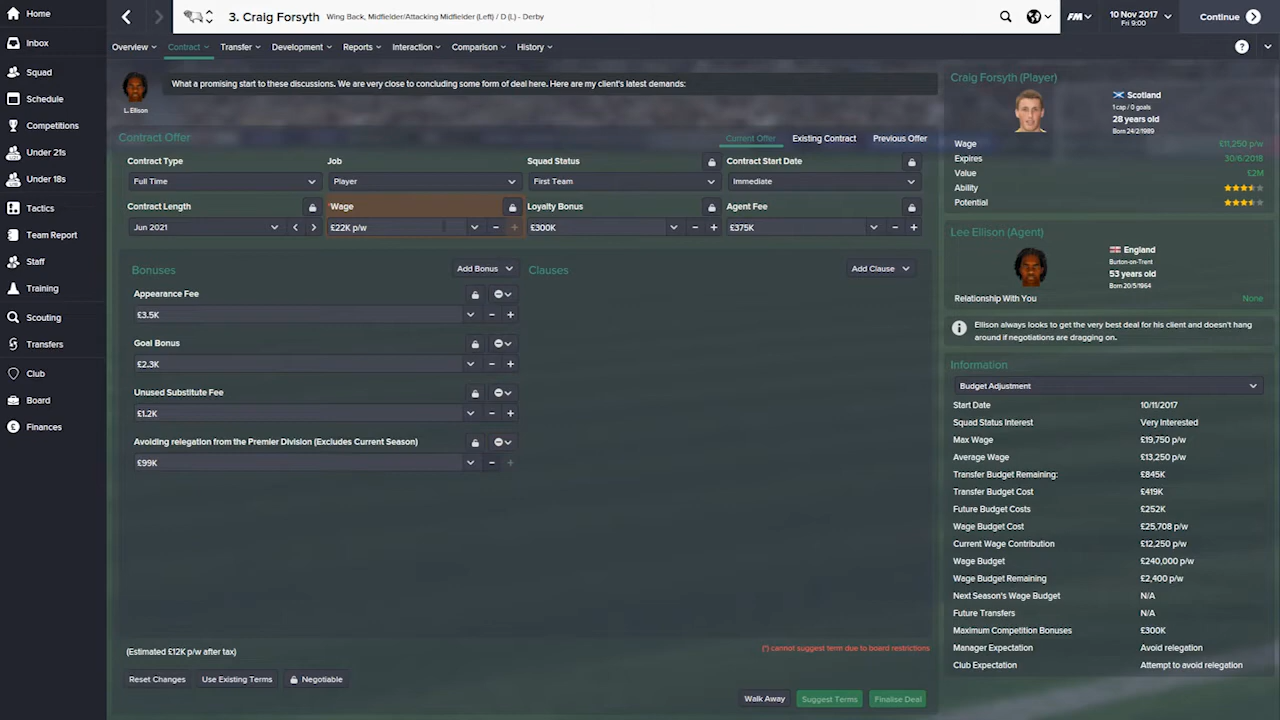 Home
Inbox
Squad
Schedule
Competitions
Under 21s
Under 18s
Tactics
Team Report
Staff
Training
Scouting
Transfers
Club
Board
Finances
3. Craig Forsyth
Wing Back, Midfielder/Attacking Midfielder (Left) / D (L) - Derby
FM
10 Nov 2017
Fri 9:00
Continue
Overview
Contract
Transfer
Development
Reports
Interaction
Comparison
History
L. Ellison
What a promising start to these discussions. We are very close to concluding some form of deal here. Here are my client's latest demands:
Contract Offer
Current Offer
Existing Contract
Previous Offer
Contract Type
Full Time
Job
Player
Squad Status
First Team
Contract Start Date
Immediate
Contract Length
Jun 2021
Wage
£22K p/w
Loyalty Bonus
£300K
Agent Fee
£375K
Bonuses
Add Bonus
Appearance Fee
£3.5K
Goal Bonus
£2.3K
Unused Substitute Fee
£1.2K
Avoiding relegation from the Premier Division (Excludes Current Season)
£99K
Clauses
Add Clause
(Estimated £12K p/w after tax)
(*) cannot suggest term due to board restrictions
Reset Changes
Use Existing Terms
Negotiable
Walk Away
Suggest Terms
Finalise Deal
Craig Forsyth (Player)
Scotland
1 cap / 0 goals
28 years old
Born 24/2/1989
Wage £11,250 p/w
Expires 30/6/2018
Value £2M
Ability
Potential
Lee Ellison (Agent)
England
Burton-on-Trent
53 years old
Born 20/5/1964
Relationship With You None
Ellison always looks to get the very best deal for his client and doesn't hang
around if negotiations are dragging on.
Information
Budget Adjustment
Start Date 10/11/2017
Squad Status Interest Very Interested
Max Wage £19,750 p/w
Average Wage £13,250 p/w
Transfer Budget Remaining: £845K
Transfer Budget Cost £419K
Future Budget Costs £252K
Wage Budget Cost £25,708 p/w
Current Wage Contribution £12,250 p/w
Wage Budget £240,000 p/w
Wage Budget Remaining £2,400 p/w
Next Season's Wage Budget N/A
Future Transfers N/A
Maximum Competition Bonuses £300K
Manager Expectation Avoid relegation
Club Expectation Attempt to avoid relegation